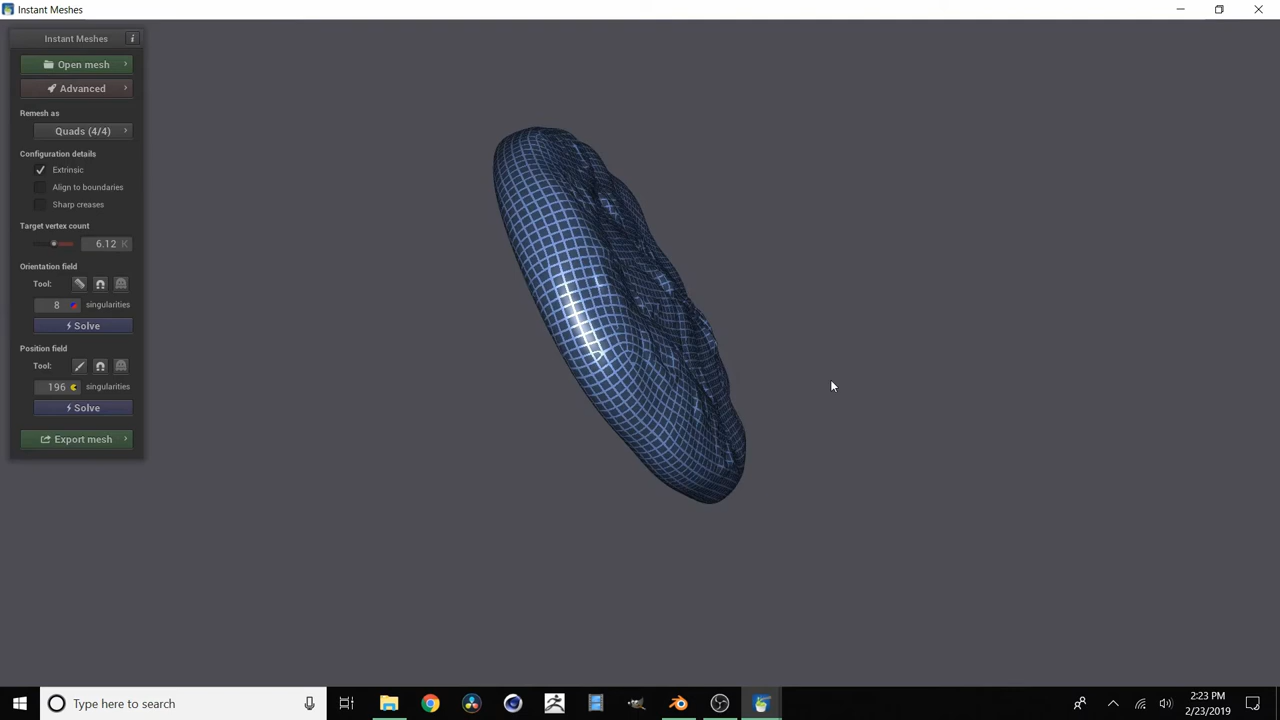 Instant Meshes
Instant Meshes i
Open mesh
Advanced
Remesh as
Quads (4/4)
Configuration details
Extrinsic
Align to boundaries
Sharp creases
Target vertex count
6.12 K
Orientation field
Tool:
8 singularities
Solve
Position field
Tool:
196 singularities
Solve
Export mesh
Type here to search
2:23 PM
2/23/2019